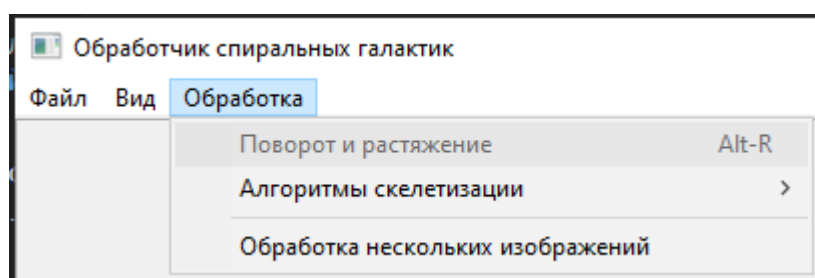 Обработчик спиральных галактик
Файл Вид Обработка
Поворот и растяжение Alt-R
Алгоритмы скелетизации
Обработка нескольких изображений